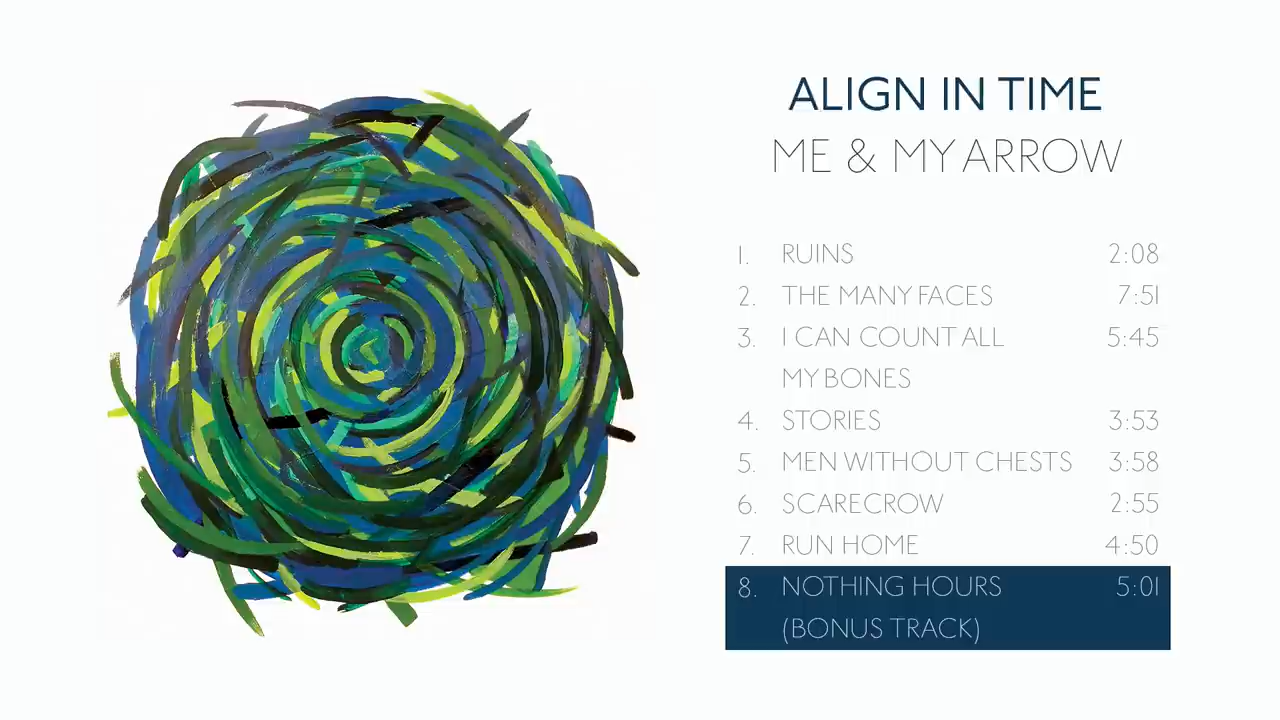 ALIGN IN TIME
ME & MY ARROW
1. RUINS 2:08
2. THE MANY FACES 7:51
3. I CAN COUNT ALL 5:45
MY BONES
4. STORIES 3:53
5. MEN WITHOUT CHESTS 3:58
6. SCARECROW 2:55
7. RUN HOME 4:50
8. NOTHING HOURS 5:01
(BONUS TRACK)